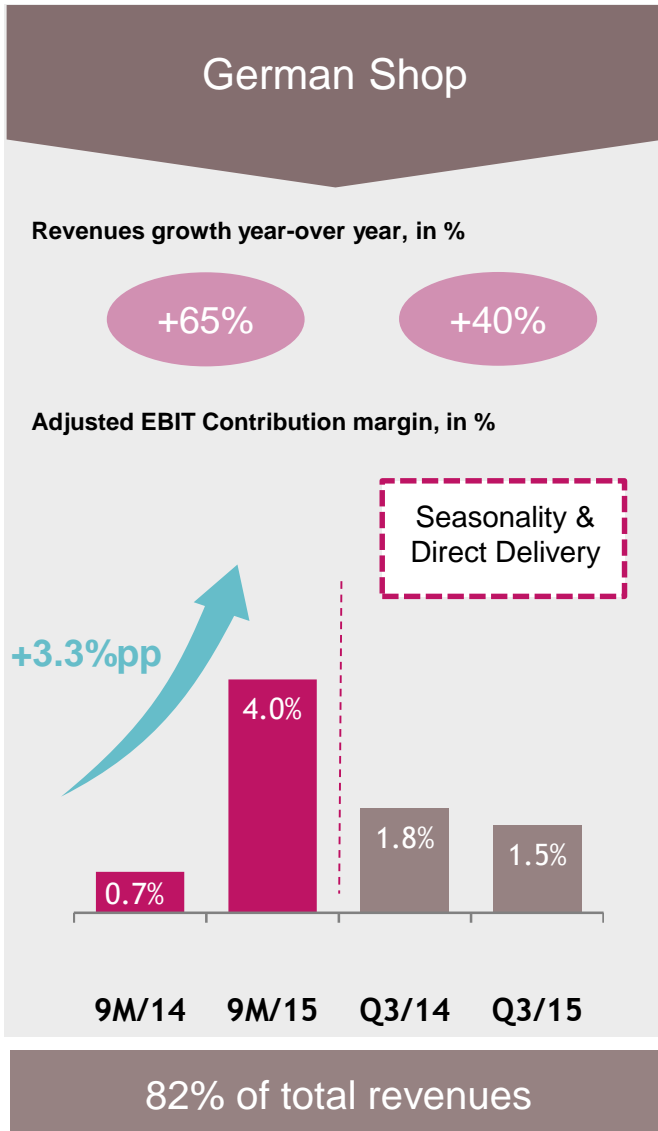 German Shop
Revenues growth year-over year, in %
+65%
+40%
Adjusted EBIT Contribution margin, in %
Seasonality &
Direct Delivery
+3.3%pp
4.0%
1.8%
1.5%
0.7%
9M/14 9M/15 Q3/14 Q3/15
82% of total revenues